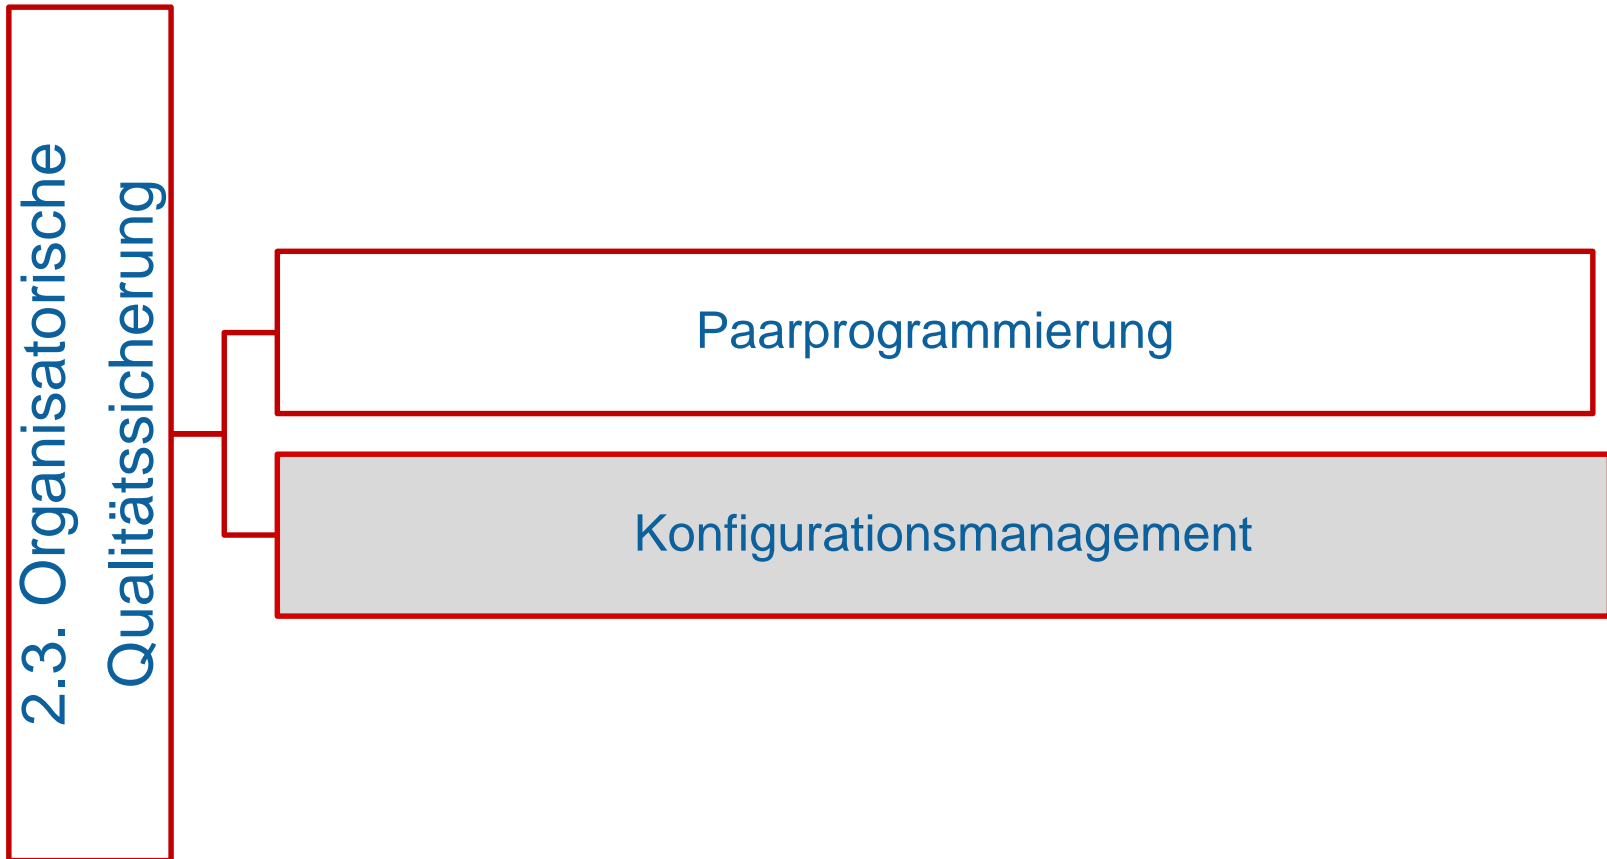 2.3. Organisatorische
Qualitätssicherung
Paarprogrammierung
Konfigurationsmanagement